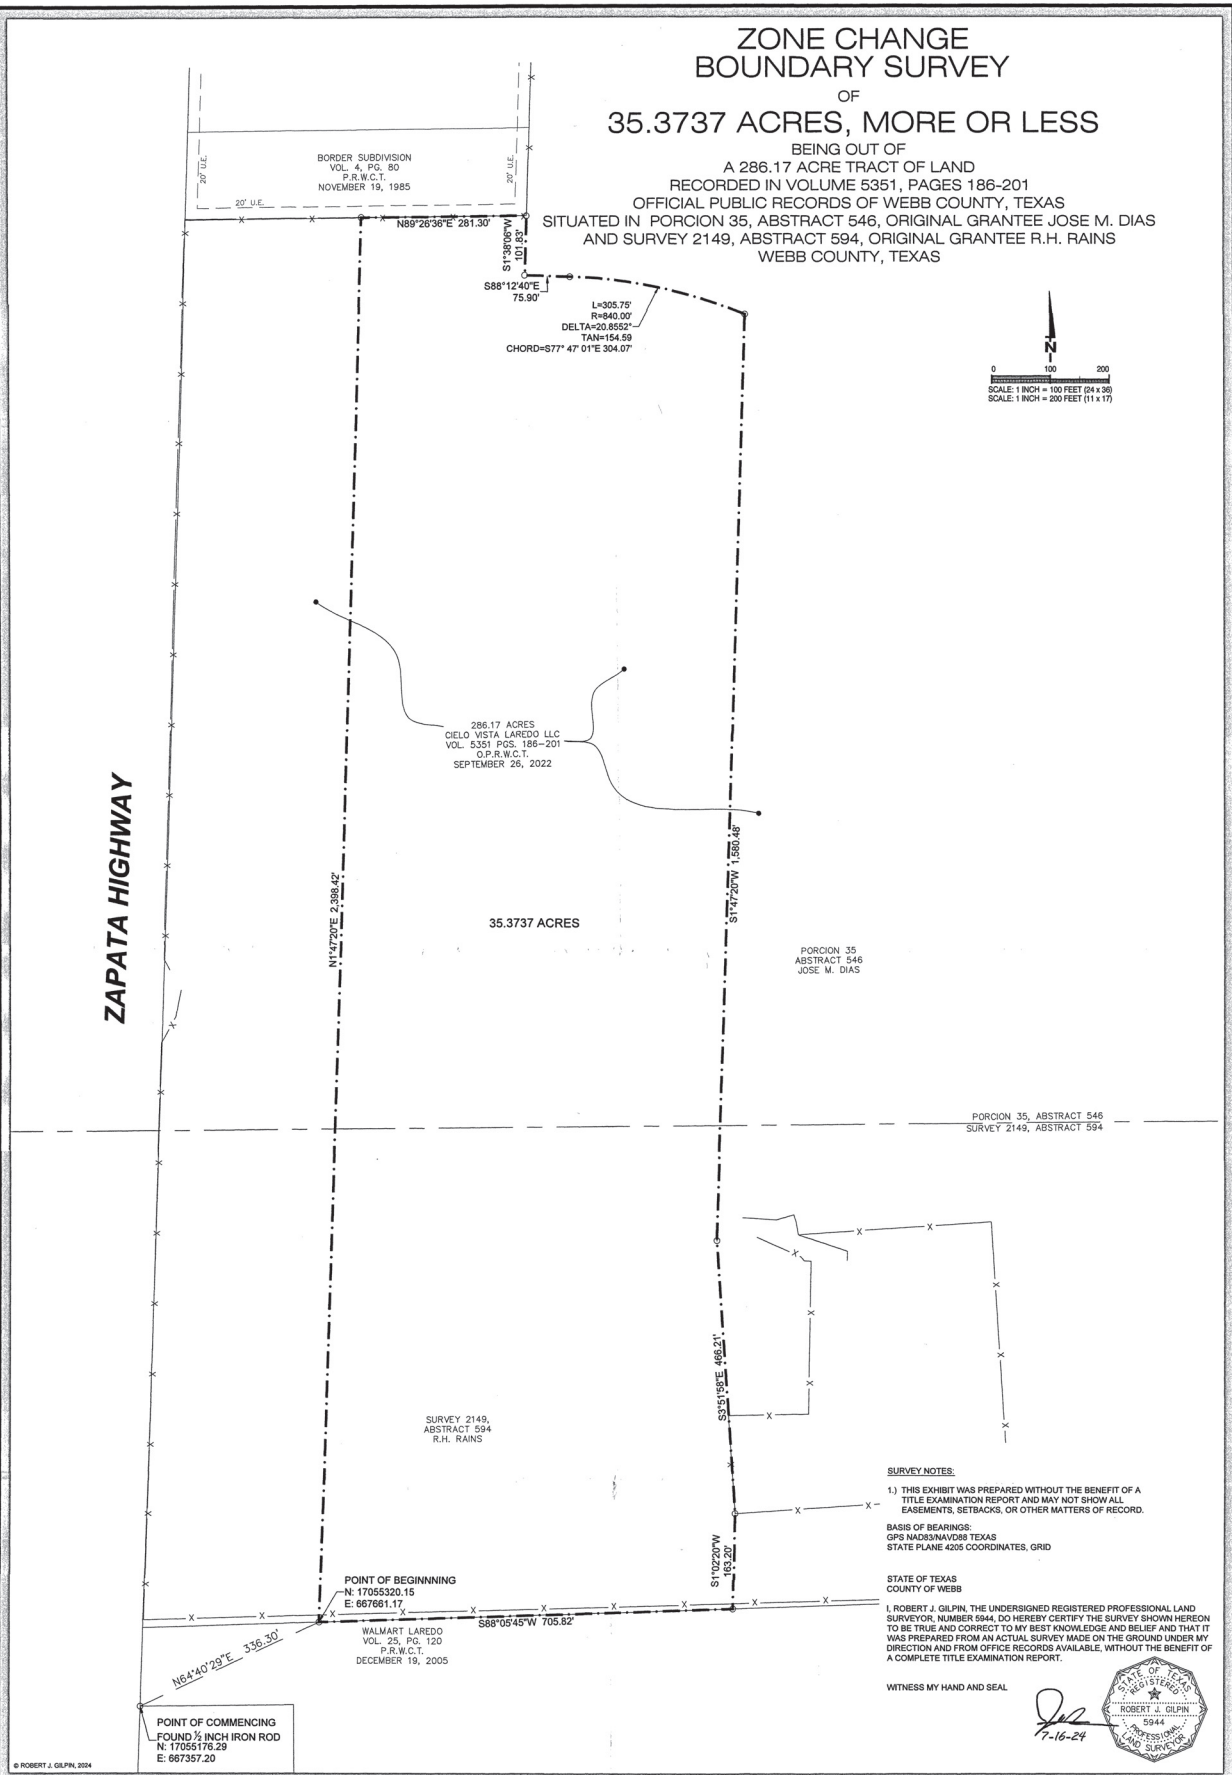 ZONE CHANGE
BOUNDARY SURVEY
OF
35.3737 ACRES, MORE OR LESS
BEING OUT OF
A 286.17 ACRE TRACT OF LAND
RECORDED IN VOLUME 5351, PAGES 186-201
OFFICIAL PUBLIC RECORDS OF WEBB COUNTY, TEXAS
SITUATED IN PORCION 35, ABSTRACT 546, ORIGINAL GRANTEE JOSE M. DIAS
AND SURVEY 2149, ABSTRACT 594, ORIGINAL GRANTEE R.H. RAINS
WEBB COUNTY, TEXAS
BORDER SUBDIVISION
VOL. 4, PG. 80
P.R.W.C.T.
NOVEMBER 19, 1985
20' U.E.
20' U.E.
20' U.E.
N89°26'36"E 281.30'
S1°38'06"W
101.83'
S88°12'40"E
75.90'
L=305.75'
R=840.00'
DELTA=20.8552°
TAN=154.59
CHORD=S77° 47' 01"E 304.07'
N
0 100 200
SCALE: 1 INCH = 100 FEET (24 x 36)
SCALE: 1 INCH = 200 FEET (11 x 17)
286.17 ACRES
CIELO VISTA LAREDO LLC
VOL. 5351 PGS. 186-201
O.P.R.W.C.T.
SEPTEMBER 26, 2022
ZAPATA HIGHWAY
N1°47'20"E 2,398.42'
35.3737 ACRES
S1°47'20"W 1,580.48'
PORCION 35
ABSTRACT 546
JOSE M. DIAS
PORCION 35, ABSTRACT 546
SURVEY 2149, ABSTRACT 594
S3°51'58"E 466.21'
SURVEY 2149,
ABSTRACT 594
R.H. RAINS
S1°02'20"W
163.20'
POINT OF BEGINNNING
N: 17055320.15
E: 667661.17
S88°05'45"W 705.82'
WALMART LAREDO
VOL. 25, PG. 120
P.R.W.C.T.
DECEMBER 19, 2005
N64°40'29"E 336.30'
POINT OF COMMENCING
FOUND ½ INCH IRON ROD
N: 17055176.29
E: 667357.20
SURVEY NOTES:
1.) THIS EXHIBIT WAS PREPARED WITHOUT THE BENEFIT OF A
TITLE EXAMINATION REPORT AND MAY NOT SHOW ALL
EASEMENTS, SETBACKS, OR OTHER MATTERS OF RECORD.
BASIS OF BEARINGS:
GPS NAD83/NAVD88 TEXAS
STATE PLANE 4205 COORDINATES, GRID
STATE OF TEXAS
COUNTY OF WEBB
I, ROBERT J. GILPIN, THE UNDERSIGNED REGISTERED PROFESSIONAL LAND
SURVEYOR, NUMBER 5944, DO HEREBY CERTIFY THE SURVEY SHOWN HEREON
TO BE TRUE AND CORRECT TO MY BEST KNOWLEDGE AND BELIEF AND THAT IT
WAS PREPARED FROM AN ACTUAL SURVEY MADE ON THE GROUND UNDER MY
DIRECTION AND FROM OFFICE RECORDS AVAILABLE, WITHOUT THE BENEFIT OF
A COMPLETE TITLE EXAMINATION REPORT.
WITNESS MY HAND AND SEAL
7-16-24
STATE OF TEXAS
REGISTERED
ROBERT J. GILPIN
5944
PROFESSIONAL
LAND SURVEYOR
© ROBERT J. GILPIN, 2024